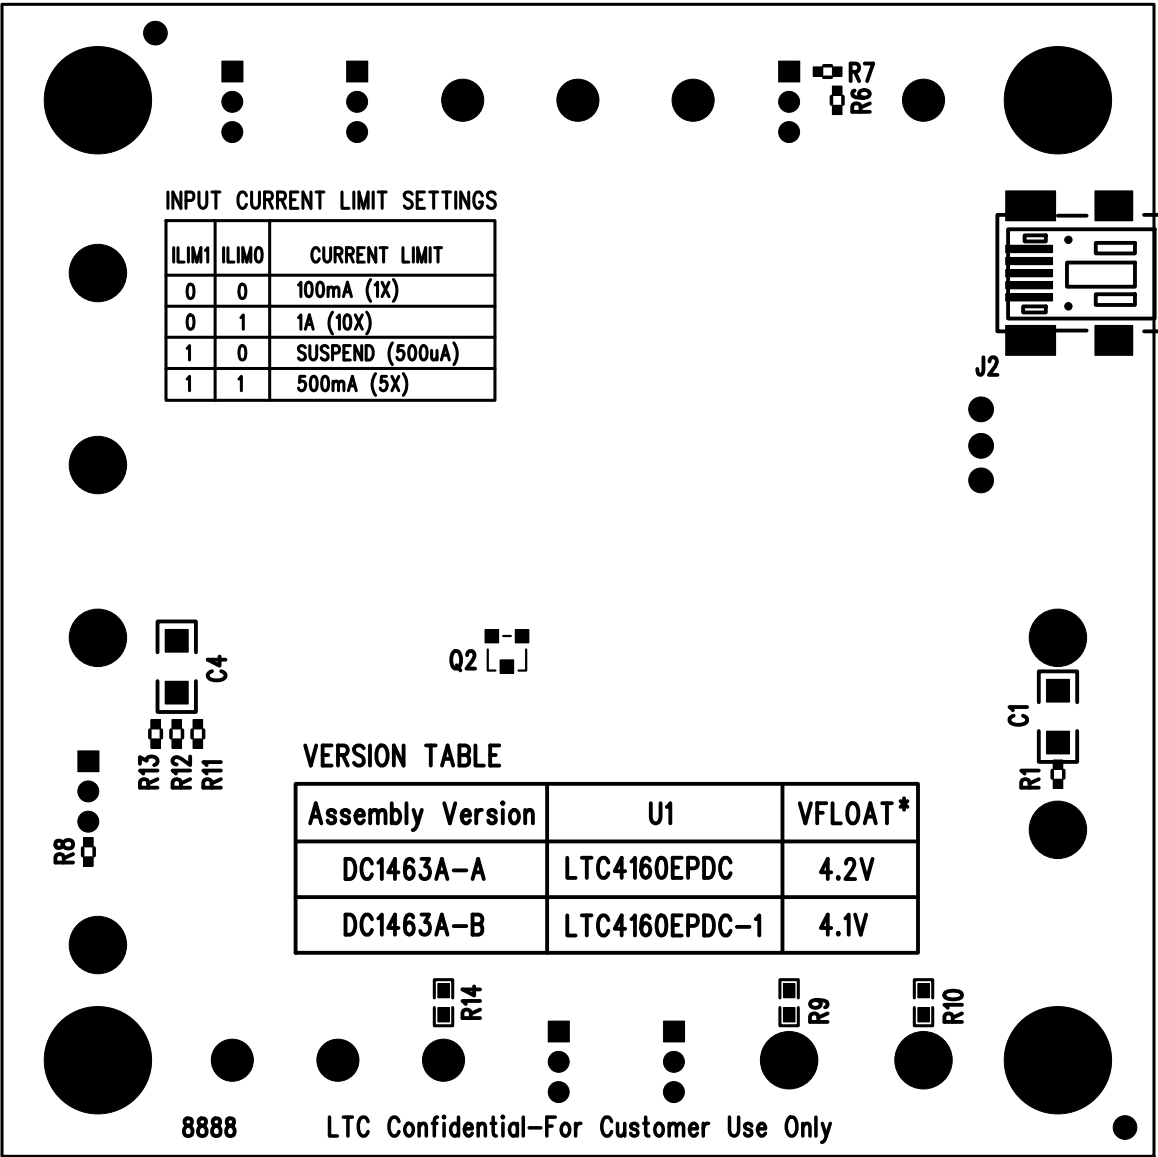 R7
R6
INPUT CURRENT LIMIT SETTINGS
ILIM1 ILIM0 CURRENT LIMIT
0 0 100mA (1X)
0 1 1A (10X)
1 0 SUSPEND (500uA)
1 1 500mA (5X)
J2
Q2
C4
C1
R13 R12 R11
R1
R8
VERSION TABLE
Assembly Version U1 VFLOAT*
DC1463A-A LTC4160EPDC 4.2V
DC1463A-B LTC4160EPDC-1 4.1V
R14 R9 R10
8888 LTC Confidential-For Customer Use Only